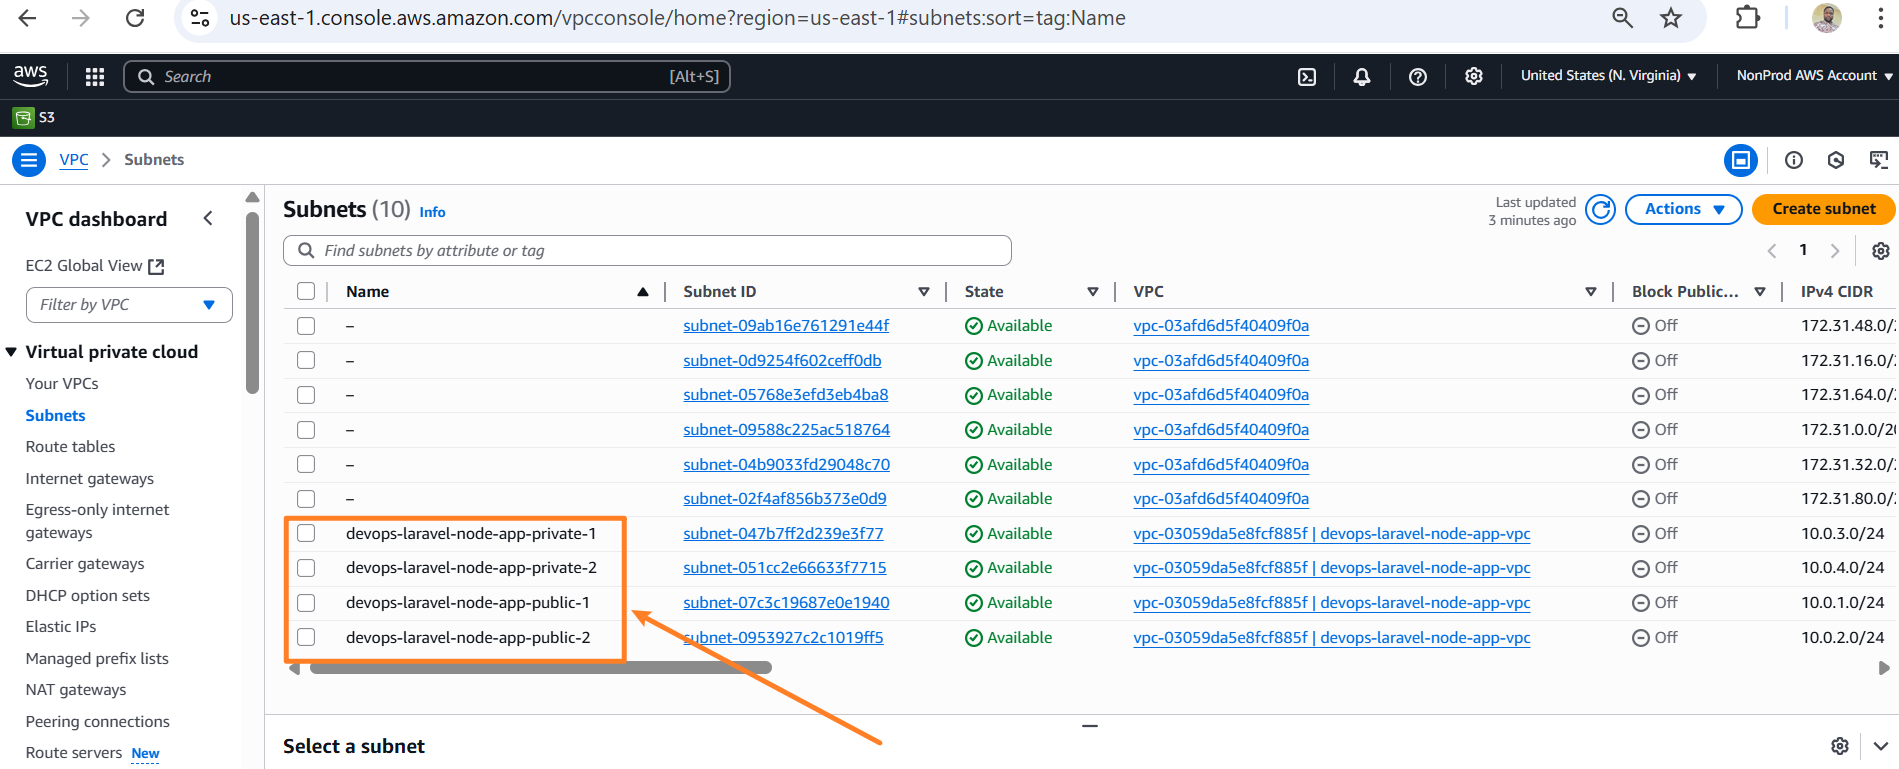 us-east-1.console.aws.amazon.com/vpcconsole/home?region=us-east-1#subnets:sort=tag:Name
aws
Search
[Alt+S]
United States (N. Virginia)
NonProd AWS Account
S3
VPC
Subnets
VPC dashboard
EC2 Global View
Filter by VPC
Virtual private cloud
Your VPCs
Subnets
Route tables
Internet gateways
Egress-only internet
gateways
Carrier gateways
DHCP option sets
Elastic IPs
Managed prefix lists
NAT gateways
Peering connections
Route servers New
Subnets (10) Info
Last updated
3 minutes ago
Actions
Create subnet
Find subnets by attribute or tag
1
Name Subnet ID State VPC Block Public... IPv4 CIDR
– subnet-09ab16e761291e44f Available vpc-03afd6d5f40409f0a Off 172.31.48.0/
– subnet-0d9254f602ceff0db Available vpc-03afd6d5f40409f0a Off 172.31.16.0/
– subnet-05768e3efd3eb4ba8 Available vpc-03afd6d5f40409f0a Off 172.31.64.0/
– subnet-09588c225ac518764 Available vpc-03afd6d5f40409f0a Off 172.31.0.0/20
– subnet-04b9033fd29048c70 Available vpc-03afd6d5f40409f0a Off 172.31.32.0/
– subnet-02f4af856b373e0d9 Available vpc-03afd6d5f40409f0a Off 172.31.80.0/
devops-laravel-node-app-private-1 subnet-047b7ff2d239e3f77 Available vpc-03059da5e8fcf885f | devops-laravel-node-app-vpc Off 10.0.3.0/24
devops-laravel-node-app-private-2 subnet-051cc2e66633f7715 Available vpc-03059da5e8fcf885f | devops-laravel-node-app-vpc Off 10.0.4.0/24
devops-laravel-node-app-public-1 subnet-07c3c19687e0e1940 Available vpc-03059da5e8fcf885f | devops-laravel-node-app-vpc Off 10.0.1.0/24
devops-laravel-node-app-public-2 subnet-0953927c2c1019ff5 Available vpc-03059da5e8fcf885f | devops-laravel-node-app-vpc Off 10.0.2.0/24
Select a subnet